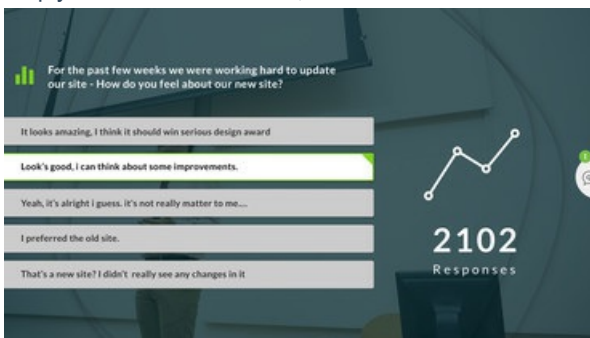 For the past few weeks we were working hard to update
our site - How do you feel about our new site?
It looks amazing, I think it should win serious design award
Look's good, i can think about some improvements.
Yeah, it's alright i guess. it's not really matter to me....
I preferred the old site.
That's a new site? I didn't really see any changes in it
2102
Responses